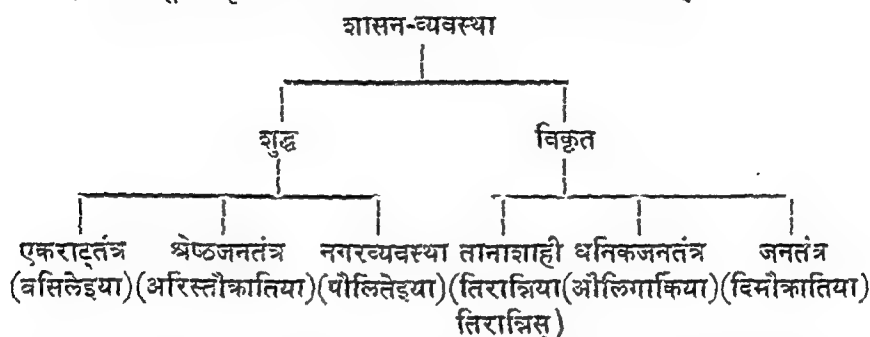 शासन-व्यवस्था
शुद्ध विकृत
एकराट्तंत्र श्रेष्ठजनतंत्र नगरव्यवस्था तानाशाही धनिकजनतंत्र जनतंत्र
(बसिलेइया) (अरिस्तौक्रातिया) (पौलितेइया) (तिरान्निया (औलिगार्किया) (दिमौक्रातिया)
तिरान्निस्)